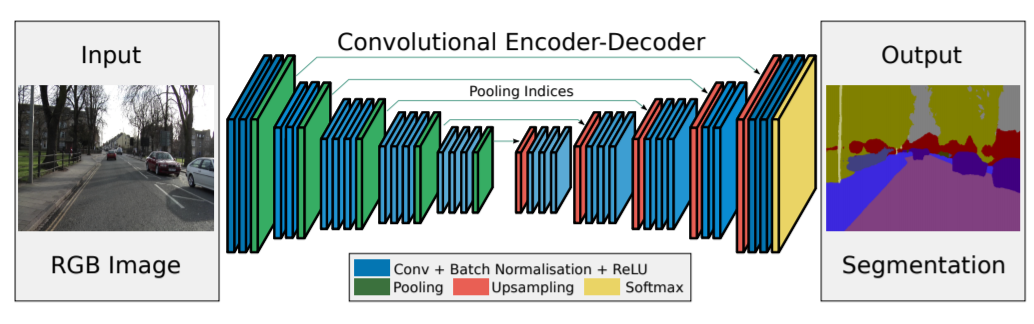 Input
RGB Image
Convolutional Encoder-Decoder
Pooling Indices
Conv + Batch Normalisation + ReLU
Pooling Upsampling Softmax
Output
Segmentation